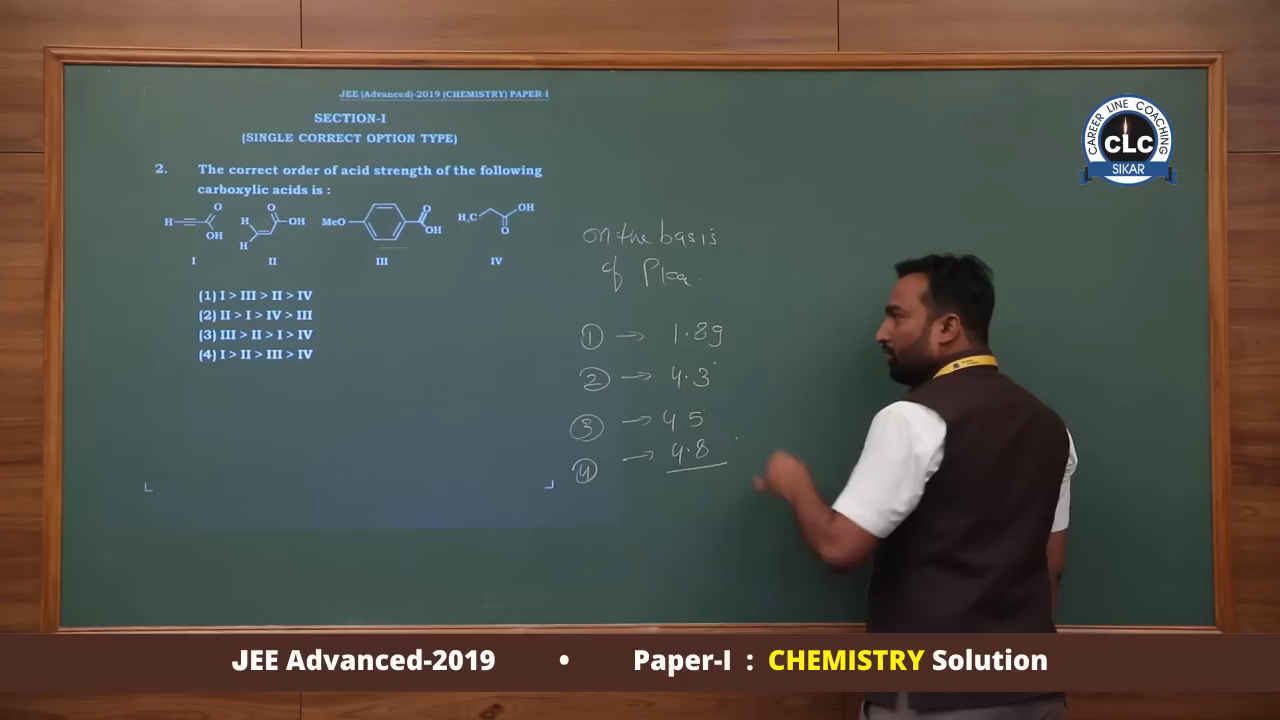 JEE (Advanced)-2019 (CHEMISTRY) PAPER-I
SECTION-I
(SINGLE CORRECT OPTION TYPE)
2. The correct order of acid strength of the following
carboxylic acids is :
H O OH
H H O OH
MeO O OH
H₃C O OH
I II III IV
(1) I > III > II > IV
(2) II > I > IV > III
(3) III > II > I > IV
(4) I > II > III > IV
on the basis
of Pka
① → 1.89
② → 4.3
③ → 4.5
④ → 4.8
CAREER LINE COACHING
CLC
SIKAR
JEE Advanced-2019 • Paper-I : CHEMISTRY Solution